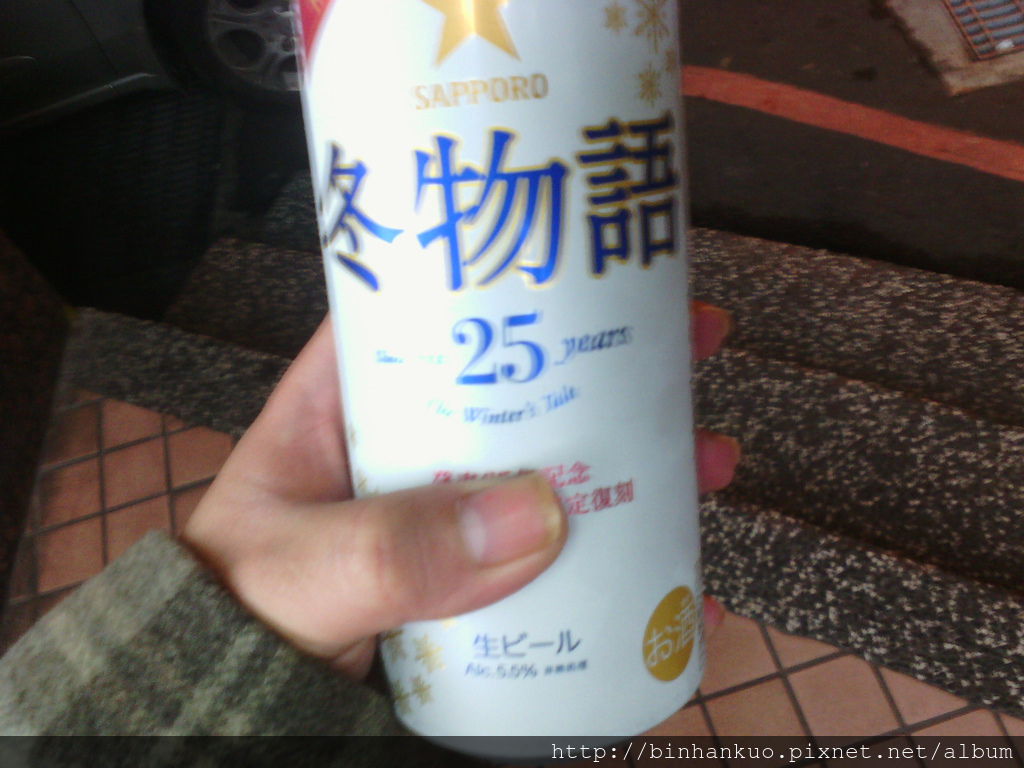 SAPPORO
冬物語
25 years
The Winter's Tale
記念
定復刻
生ビール
Alc.5.5%
お酒
http://binhankuo.pixnet.net/album